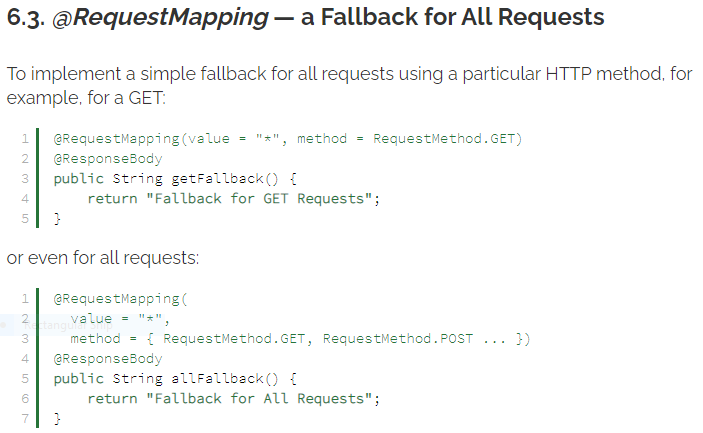 6.3. @RequestMapping — a Fallback for All Requests
To implement a simple fallback for all requests using a particular HTTP method, for
example, for a GET:
1 @RequestMapping(value = "*", method = RequestMethod.GET)
2 @ResponseBody
3 public String getFallback() {
4 return "Fallback for GET Requests";
5 }
or even for all requests:
1 @RequestMapping(
2 value = "*",
3 method = { RequestMethod.GET, RequestMethod.POST ... })
4 @ResponseBody
5 public String allFallback() {
6 return "Fallback for All Requests";
7 }